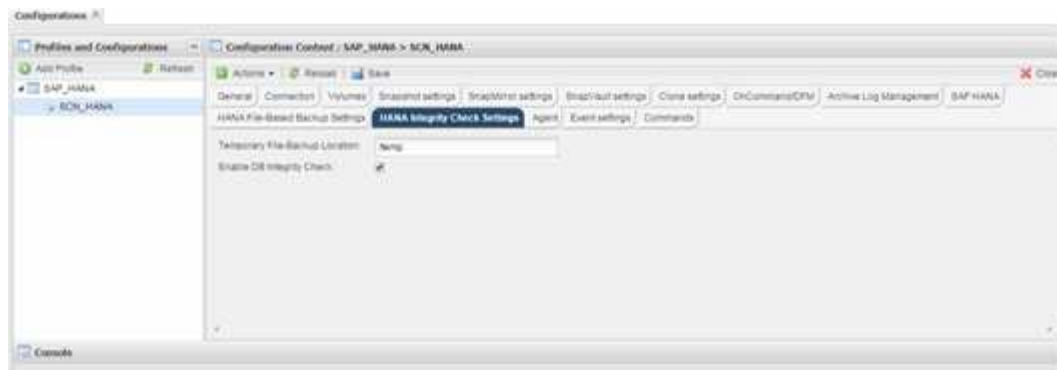 Configurations
Profiles and Configurations
Configuration Content : SAP_HANA > SCN_HANA
Add Profile Refresh
Actions Reload Save Close
SAP_HANA
SCN_HANA
General Connection Volumes Snapshot settings SnapMirror settings SnapVault settings Clone settings OnCommand/DFM Archive Log Management SAP HANA
HANA File-Based Backup Settings HANA Integrity Check Settings Agent Event settings Commands
Temporary File-Backup Location:
Enable DB Integrity Check:
Console